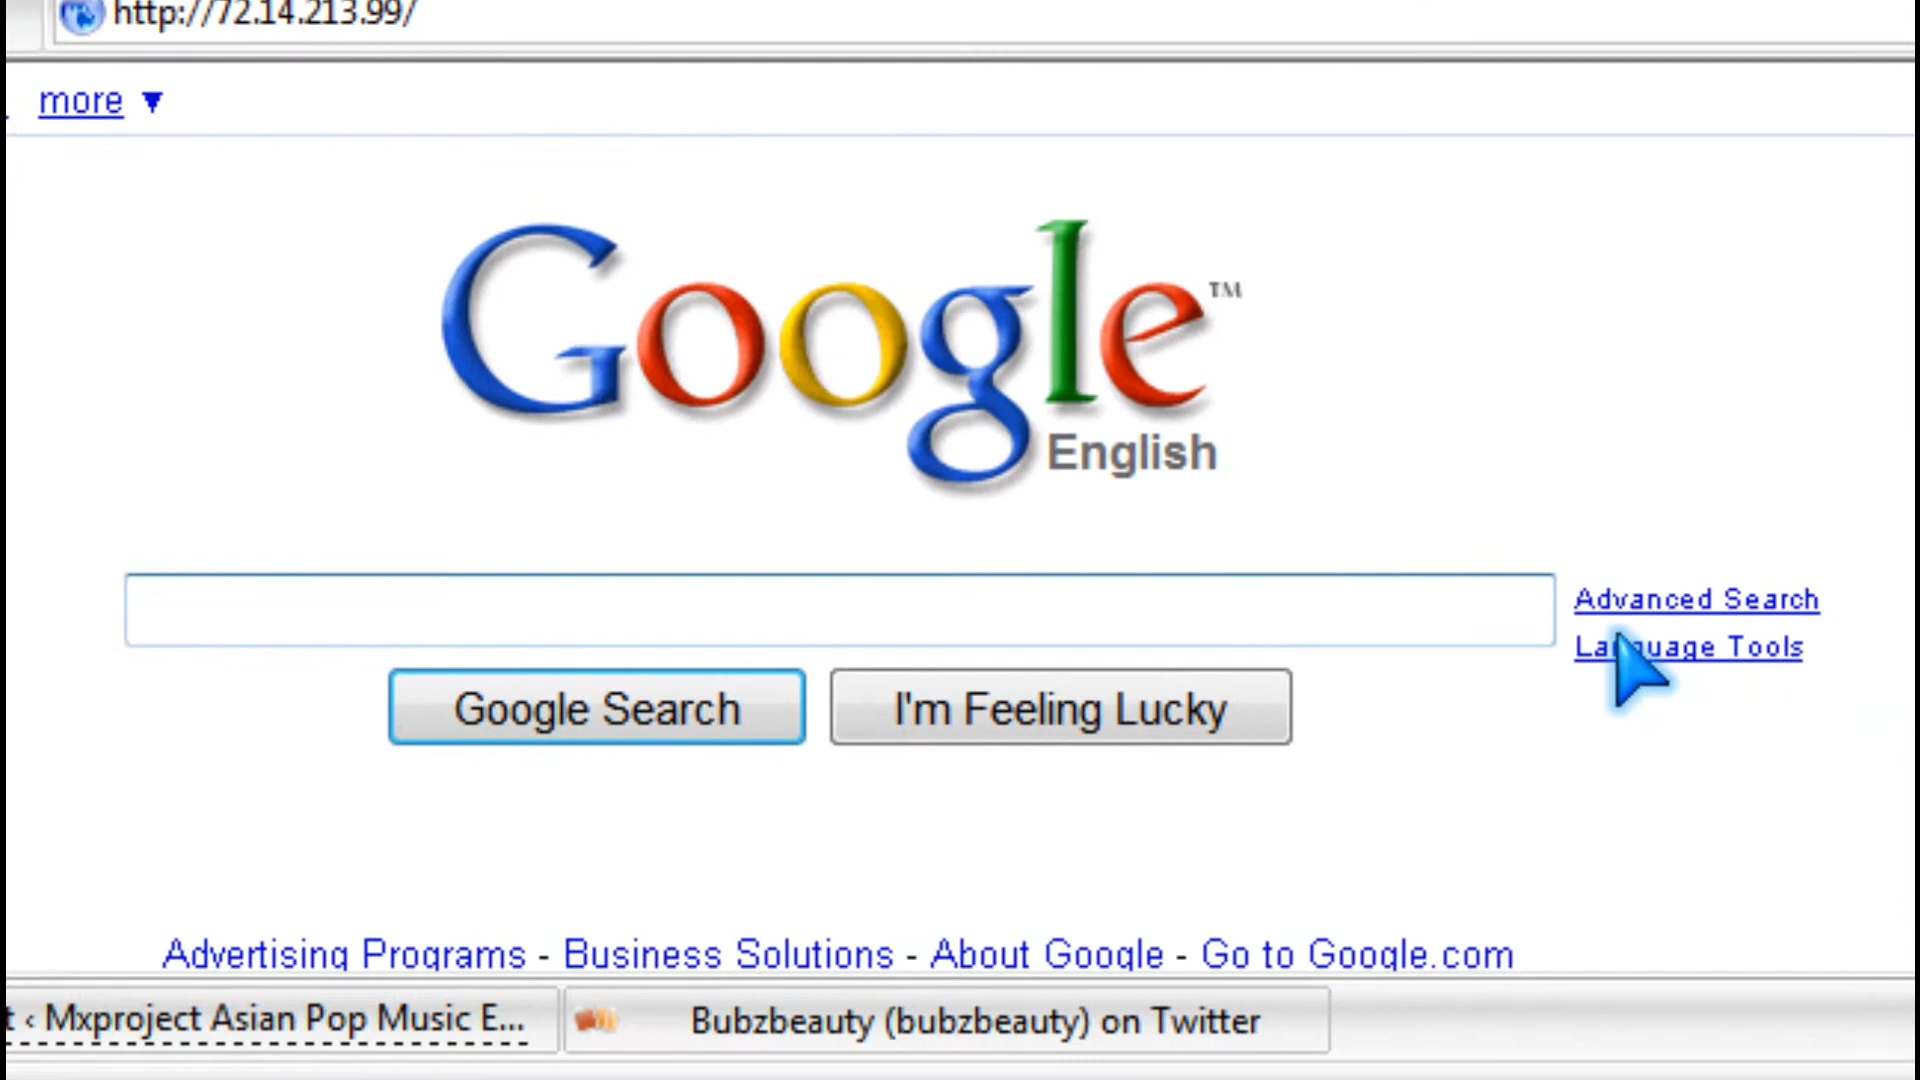 http://72.14.213.99/
more ▼
Google™
English
Advanced Search
Language Tools
Google Search
I'm Feeling Lucky
Advertising Programs - Business Solutions - About Google - Go to Google.com
t ‹ Mxproject Asian Pop Music E...
Bubzbeauty (bubzbeauty) on Twitter